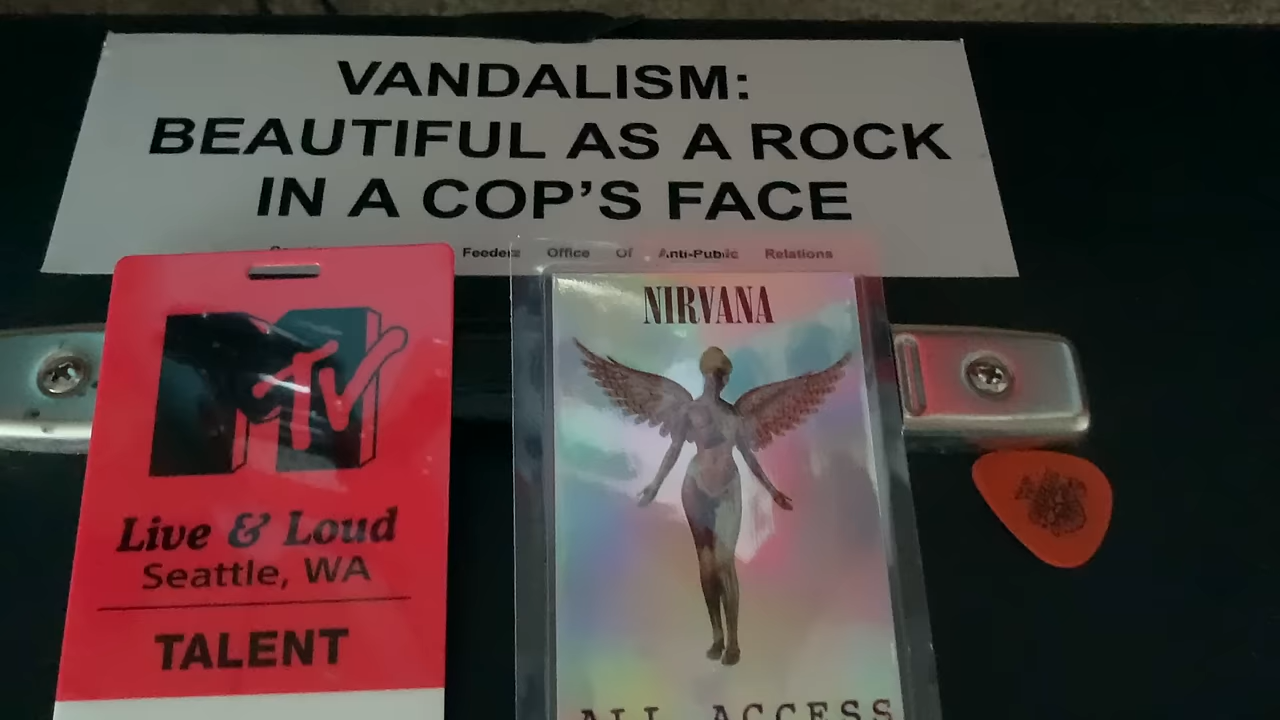 VANDALISM:
BEAUTIFUL AS A ROCK
IN A COP'S FACE
Feeders Office Of Anti-Public Relations
MTV
Live & Loud
Seattle, WA
TALENT
NIRVANA
ALL ACCESS